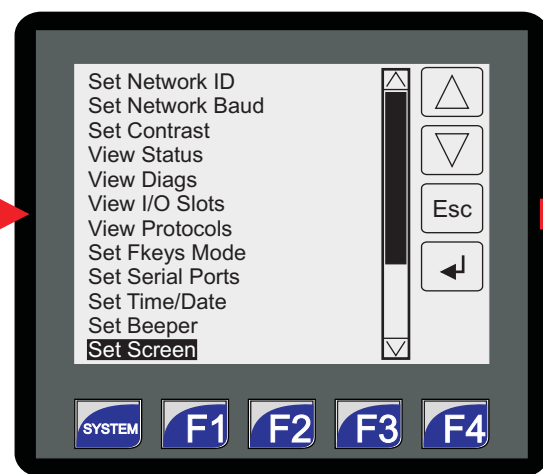 Set Network ID
Set Network Baud
Set Contrast
View Status
View Diags
View I/O Slots
View Protocols
Set Fkeys Mode
Set Serial Ports
Set Time/Date
Set Beeper
Set Screen
Esc
SYSTEM F1 F2 F3 F4